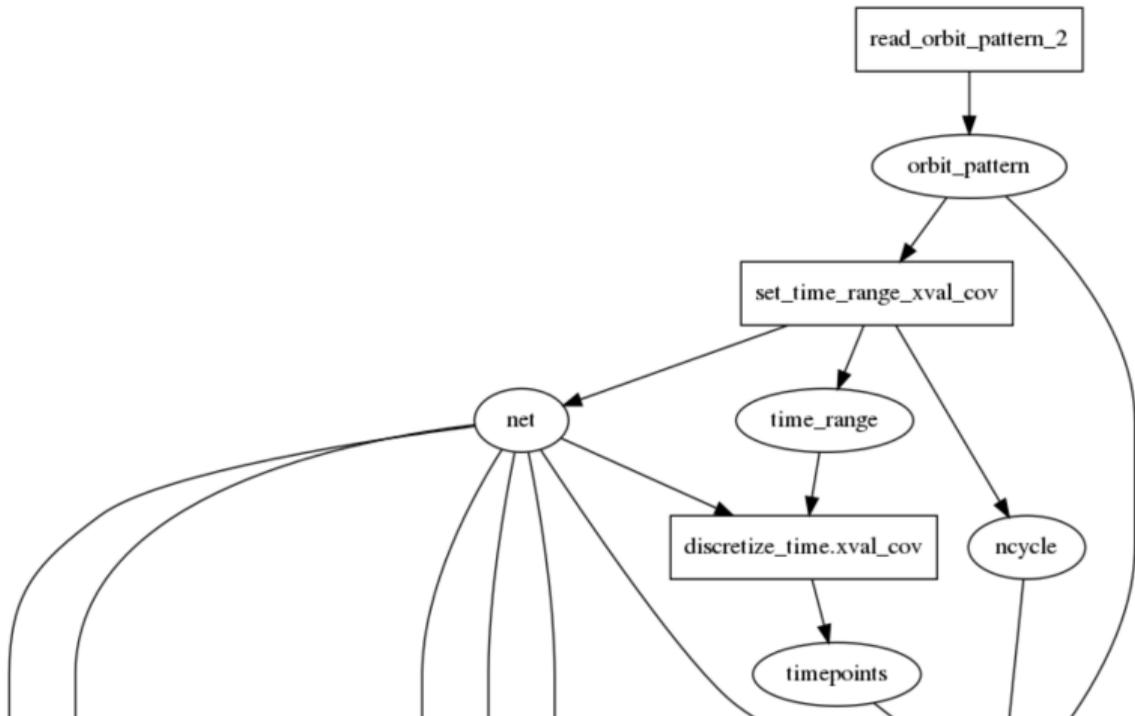 read_orbit_pattern_2
orbit_pattern
set_time_range_xval_cov
net
time_range
discretize_time.xval_cov
ncycle
timepoints